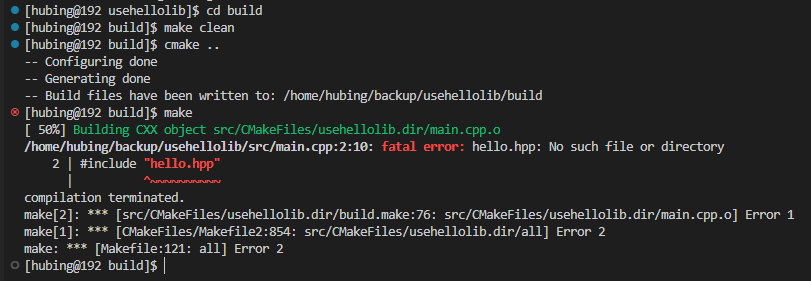 [hubing@192 usehellolib]$ cd build
[hubing@192 build]$ make clean
[hubing@192 build]$ cmake ..
-- Configuring done
-- Generating done
-- Build files have been written to: /home/hubing/backup/usehellolib/build
[hubing@192 build]$ make
[ 50%] Building CXX object src/CMakeFiles/usehellolib.dir/main.cpp.o
/home/hubing/backup/usehellolib/src/main.cpp:2:10: fatal error: hello.hpp: No such file or directory
    2 | #include "hello.hpp"
      |          ^~~~~~~~~~~
compilation terminated.
make[2]: *** [src/CMakeFiles/usehellolib.dir/build.make:76: src/CMakeFiles/usehellolib.dir/main.cpp.o] Error 1
make[1]: *** [CMakeFiles/Makefile2:854: src/CMakeFiles/usehellolib.dir/all] Error 2
make: *** [Makefile:121: all] Error 2
[hubing@192 build]$